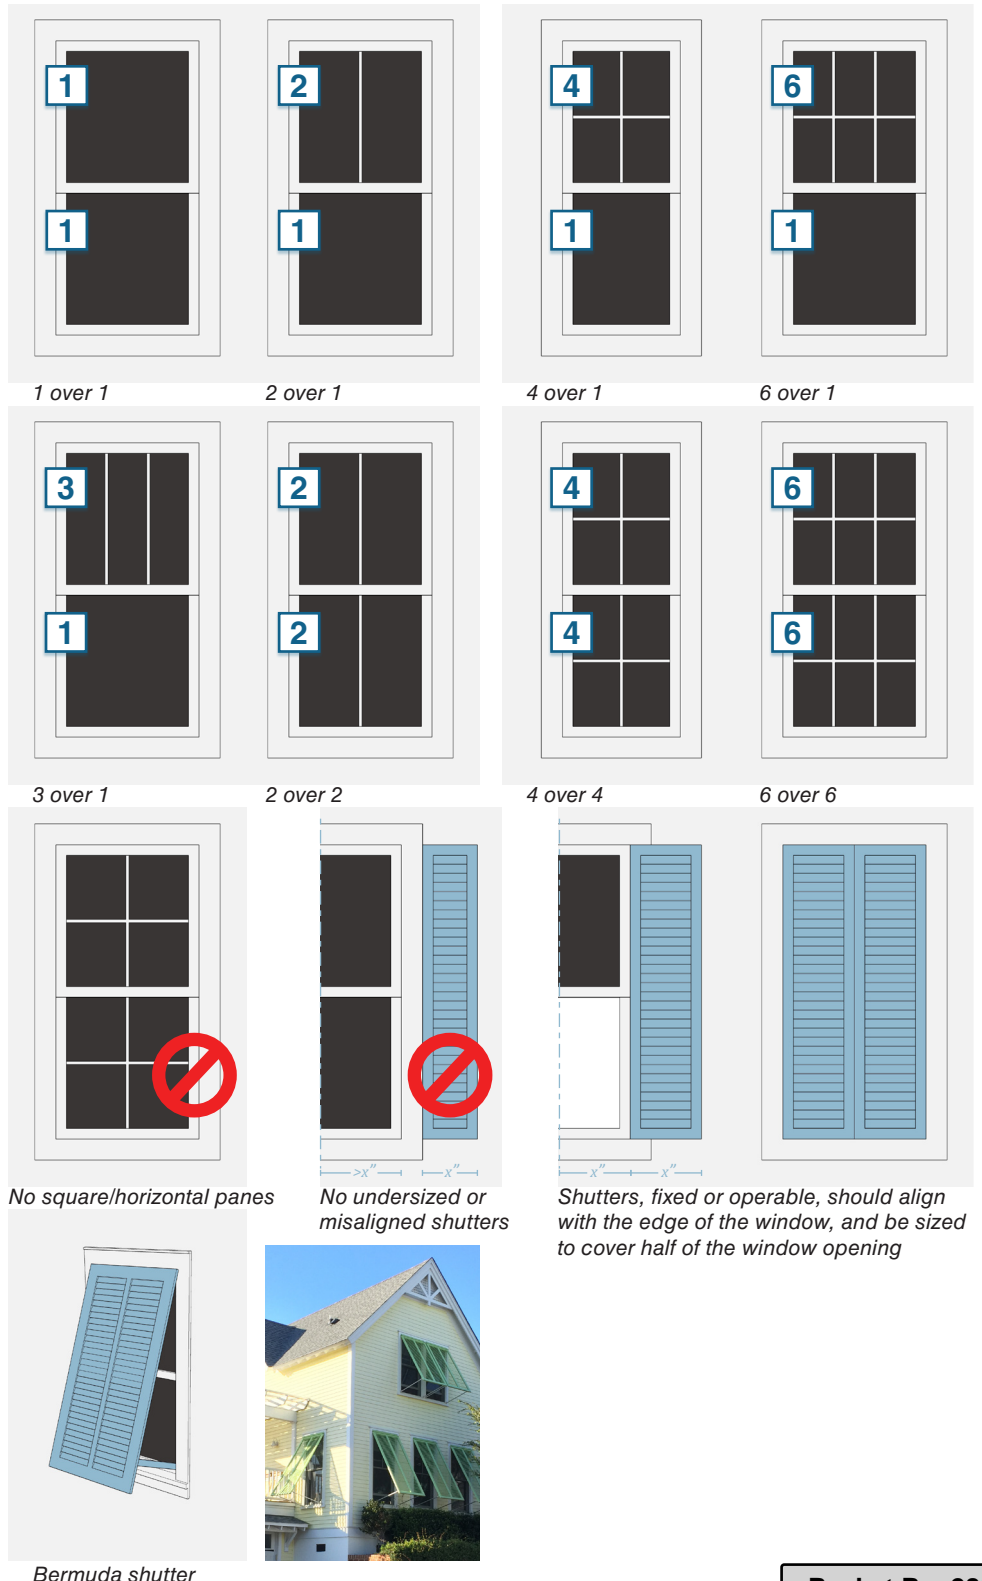 1
2
4
6
1
1
1
1
1 over 1
2 over 1
4 over 1
6 over 1
3
2
4
6
1
2
4
6
3 over 1
2 over 2
4 over 4
6 over 6
>x"
x"
x"
x"
No square/horizontal panes
No undersized or
misaligned shutters
Shutters, fixed or operable, should align
with the edge of the window, and be sized
to cover half of the window opening
Bermuda shutter